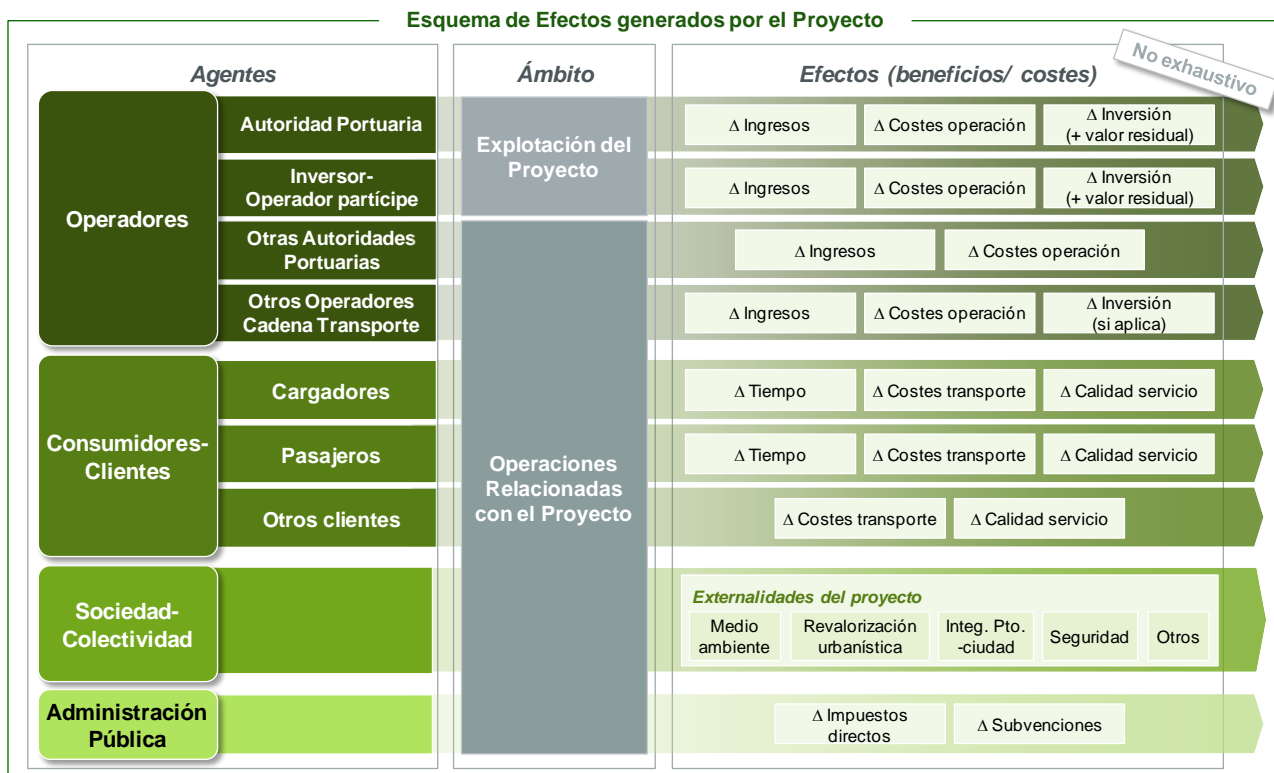 Esquema de Efectos generados por el Proyecto
No exhaustivo
Agentes
Ámbito
Efectos (beneficios/ costes)
Operadores
Autoridad Portuaria
Explotación del
Proyecto
Δ Ingresos
Δ Costes operación
Δ Inversión
(+ valor residual)
Inversor-
Operador partícipe
Δ Ingresos
Δ Costes operación
Δ Inversión
(+ valor residual)
Otras Autoridades
Portuarias
Δ Ingresos
Δ Costes operación
Otros Operadores
Cadena Transporte
Δ Ingresos
Δ Costes operación
Δ Inversión
(si aplica)
Consumidores-
Clientes
Cargadores
Operaciones
Relacionadas
con el Proyecto
Δ Tiempo
Δ Costes transporte
Δ Calidad servicio
Pasajeros
Δ Tiempo
Δ Costes transporte
Δ Calidad servicio
Otros clientes
Δ Costes transporte
Δ Calidad servicio
Sociedad-
Colectividad
Externalidades del proyecto
Medio
ambiente
Revalorización
urbanística
Integ. Pto.
-ciudad
Seguridad
Otros
Administración
Pública
Δ Impuestos
directos
Δ Subvenciones